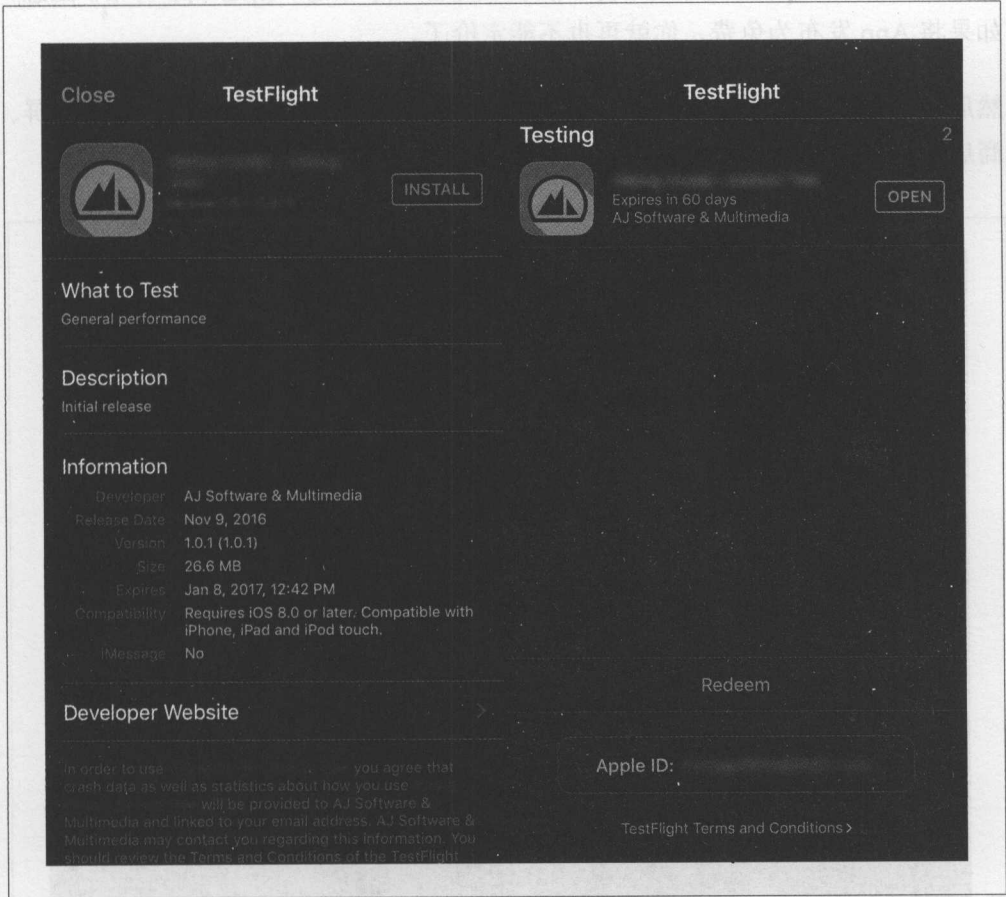 Close
TestFlight
INSTALL
What to Test
General performance
Description
Initial release
Information
Developer AJ Software & Multimedia
Release Date Nov 9, 2016
Version 1.0.1 (1.0.1)
Size 26.6 MB
Expires Jan 8, 2017, 12:42 PM
Compatibility Requires iOS 8.0 or later. Compatible with
iPhone, iPad and iPod touch.
iMessage No
Developer Website
In order to use you agree that
crash data as well as statistics about how you use
will be provided to AJ Software &
Multimedia and linked to your email address. AJ Software &
Multimedia may contact you regarding this information. You
should review the Terms and Conditions of the TestFlight
TestFlight
Testing 2
Expires in 60 days
AJ Software & Multimedia
OPEN
Redeem
Apple ID:
TestFlight Terms and Conditions >